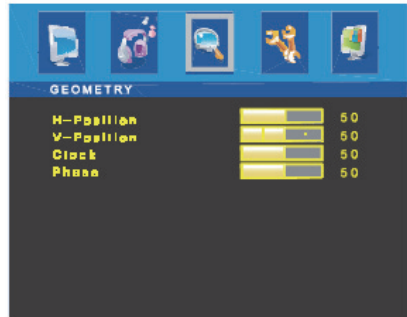 GEOMETRY
H-Position 50
V-Position 50
Clock 50
Phase 50